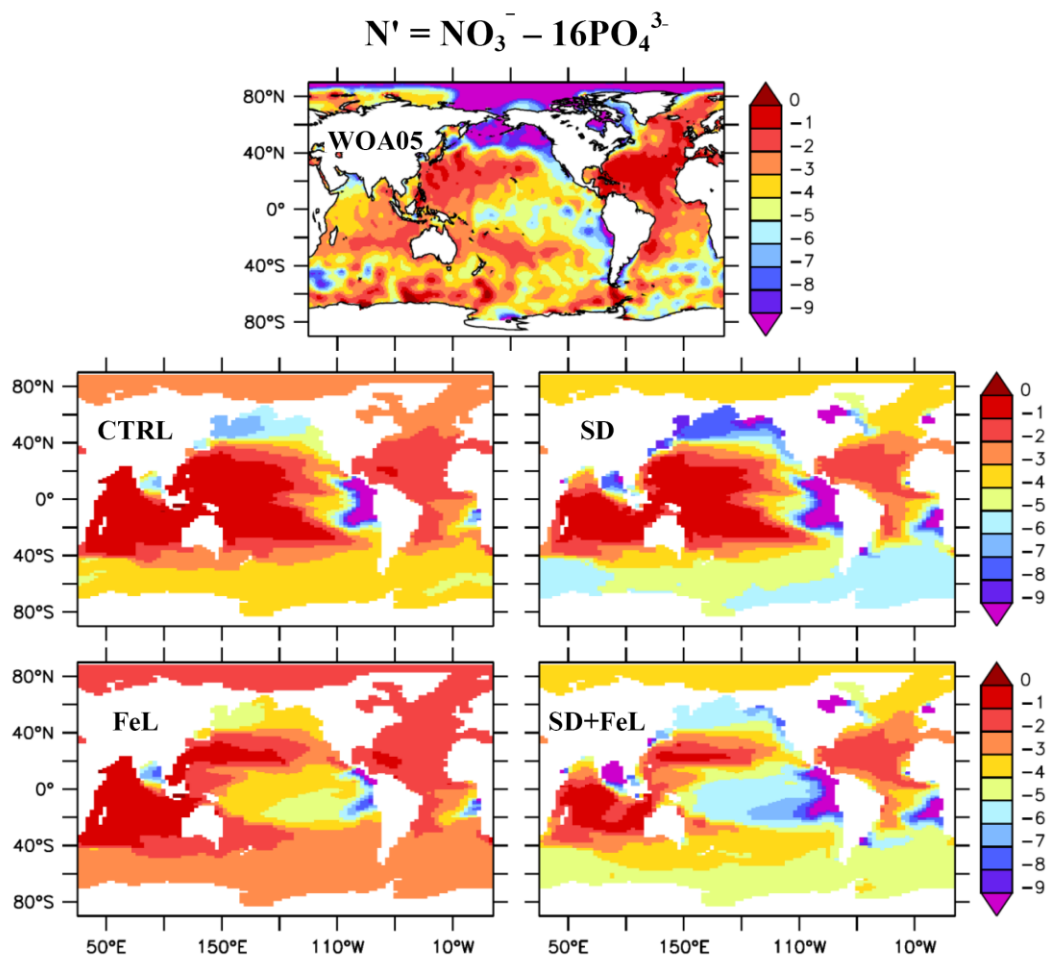 N' = NO₃⁻ – 16PO₄³⁻
80°N
40°N
0°
40°S
80°S
WOA05
0
−1
−2
−3
−4
−5
−6
−7
−8
−9
80°N
40°N
0°
40°S
80°S
CTRL
SD
0
−1
−2
−3
−4
−5
−6
−7
−8
−9
80°N
40°N
0°
40°S
80°S
FeL
SD+FeL
0
−1
−2
−3
−4
−5
−6
−7
−8
−9
50°E 150°E 110°W 10°W
50°E 150°E 110°W 10°W